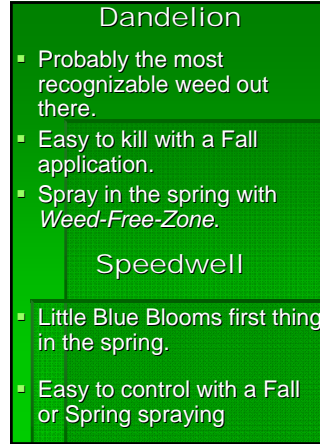 Dandelion
▪ Probably the most
recognizable weed out
there.
▪ Easy to kill with a Fall
application.
▪ Spray in the spring with
Weed-Free-Zone.
Speedwell
▪ Little Blue Blooms first thing
in the spring.
▪ Easy to control with a Fall
or Spring spraying